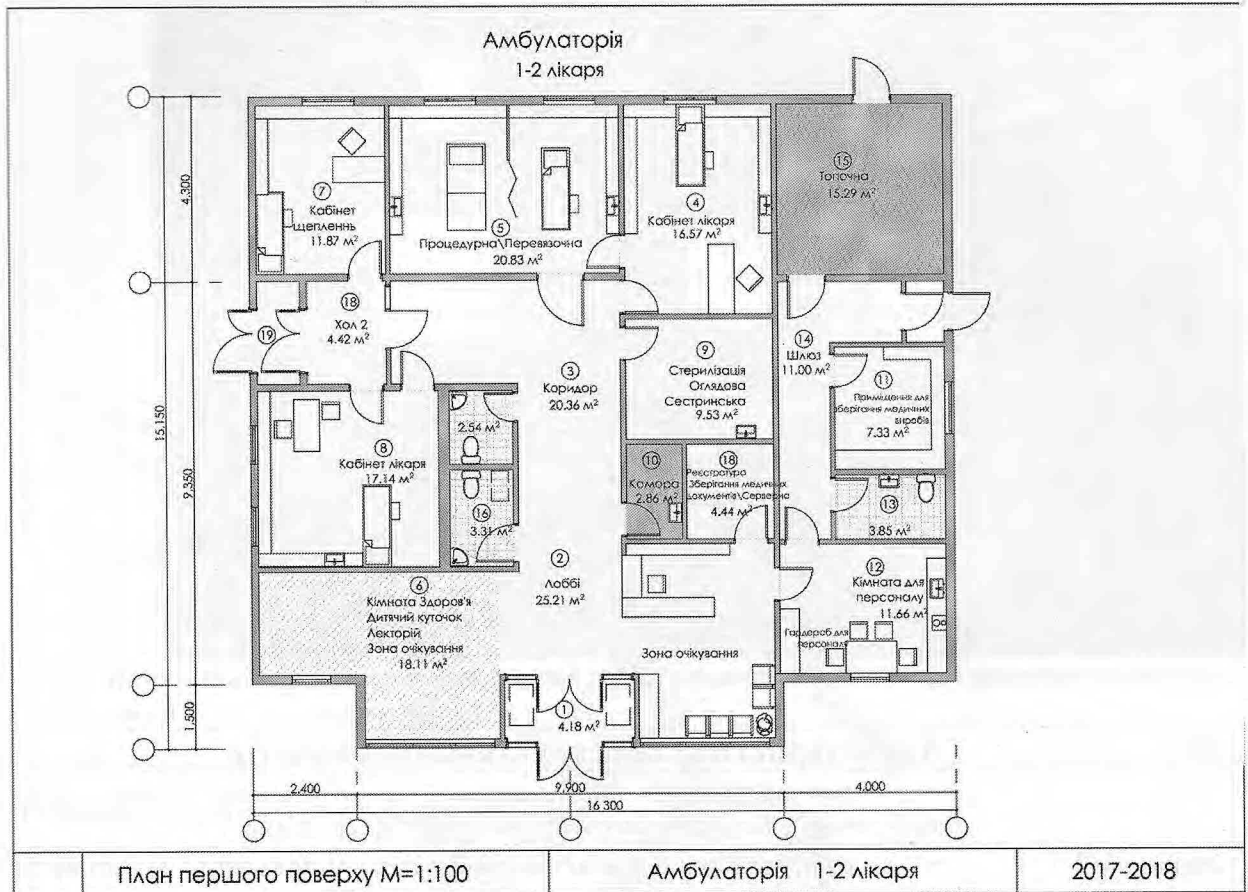 Амбулаторія
1-2 лікаря
15
Топочна
15.29 м²
4.300
7
Кабінет
щепленнь
11.87 м²
5
Процедурна\Перевязочна
20.83 м²
4
Кабінет лікаря
16.57 м²
19
18
Хол 2
4.42 м²
3
Коридор
20.36 м²
9
Стерилізація
Оглядова
Сестринська
9.53 м²
14
Шлюз
11.00 м²
11
Приміщення для
зберігання медичних
виробів
7.33 м²
15.150
9.350
8
Кабінет лікаря
17.14 м²
2.54 м²
16
3.31 м²
10
Комора
2.86 м²
18
Реєстратура
Зберігання медичних
документів\Серверна
4.44 м²
13
3.85 м²
2
Лоббі
25.21 м²
12
Кімната для
персоналу
11.66 м²
Гардероб для
персоналу
6
Кімната Здоров'я
Дитячий куточок
Лекторій
Зона очікування
18.11 м²
Зона очікування
1
4.18 м²
1.500
2.400
9.900
4.000
16 300
План першого поверху М=1:100
Амбулаторія 1-2 лікаря
2017-2018